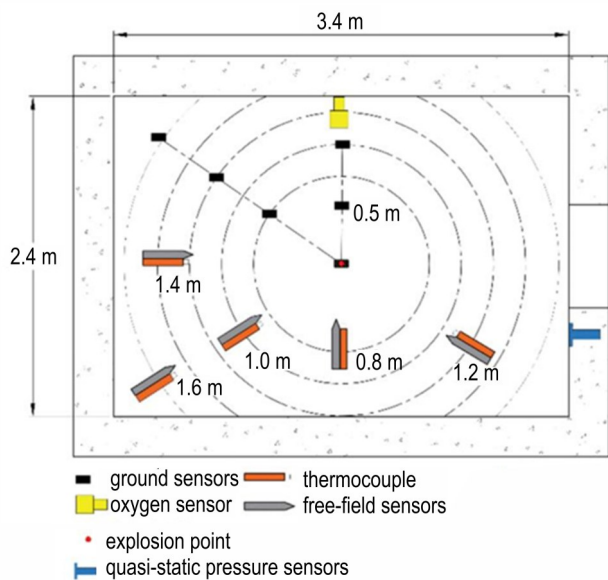 3.4 m
2.4 m
0.5 m
1.4 m
1.0 m
0.8 m
1.2 m
1.6 m
ground sensors
thermocouple
oxygen sensor
free-field sensors
explosion point
quasi-static pressure sensors